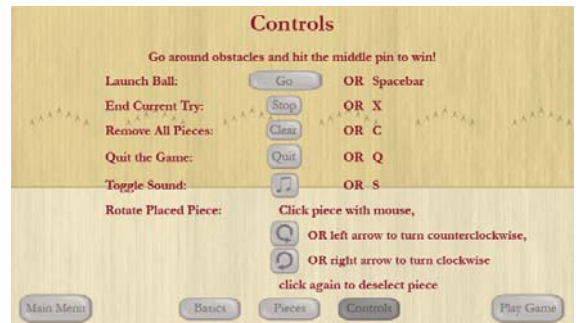 Controls
Go around obstacles and hit the middle pin to win!
Launch Ball: Go OR Spacebar
End Current Try: Stop OR X
Remove All Pieces: Clear OR C
Quit the Game: Quit OR Q
Toggle Sound: OR S
Rotate Placed Piece: Click piece with mouse,
OR left arrow to turn counterclockwise,
OR right arrow to turn clockwise
click again to deselect piece
Main Menu Basics Pieces Controls Play Game